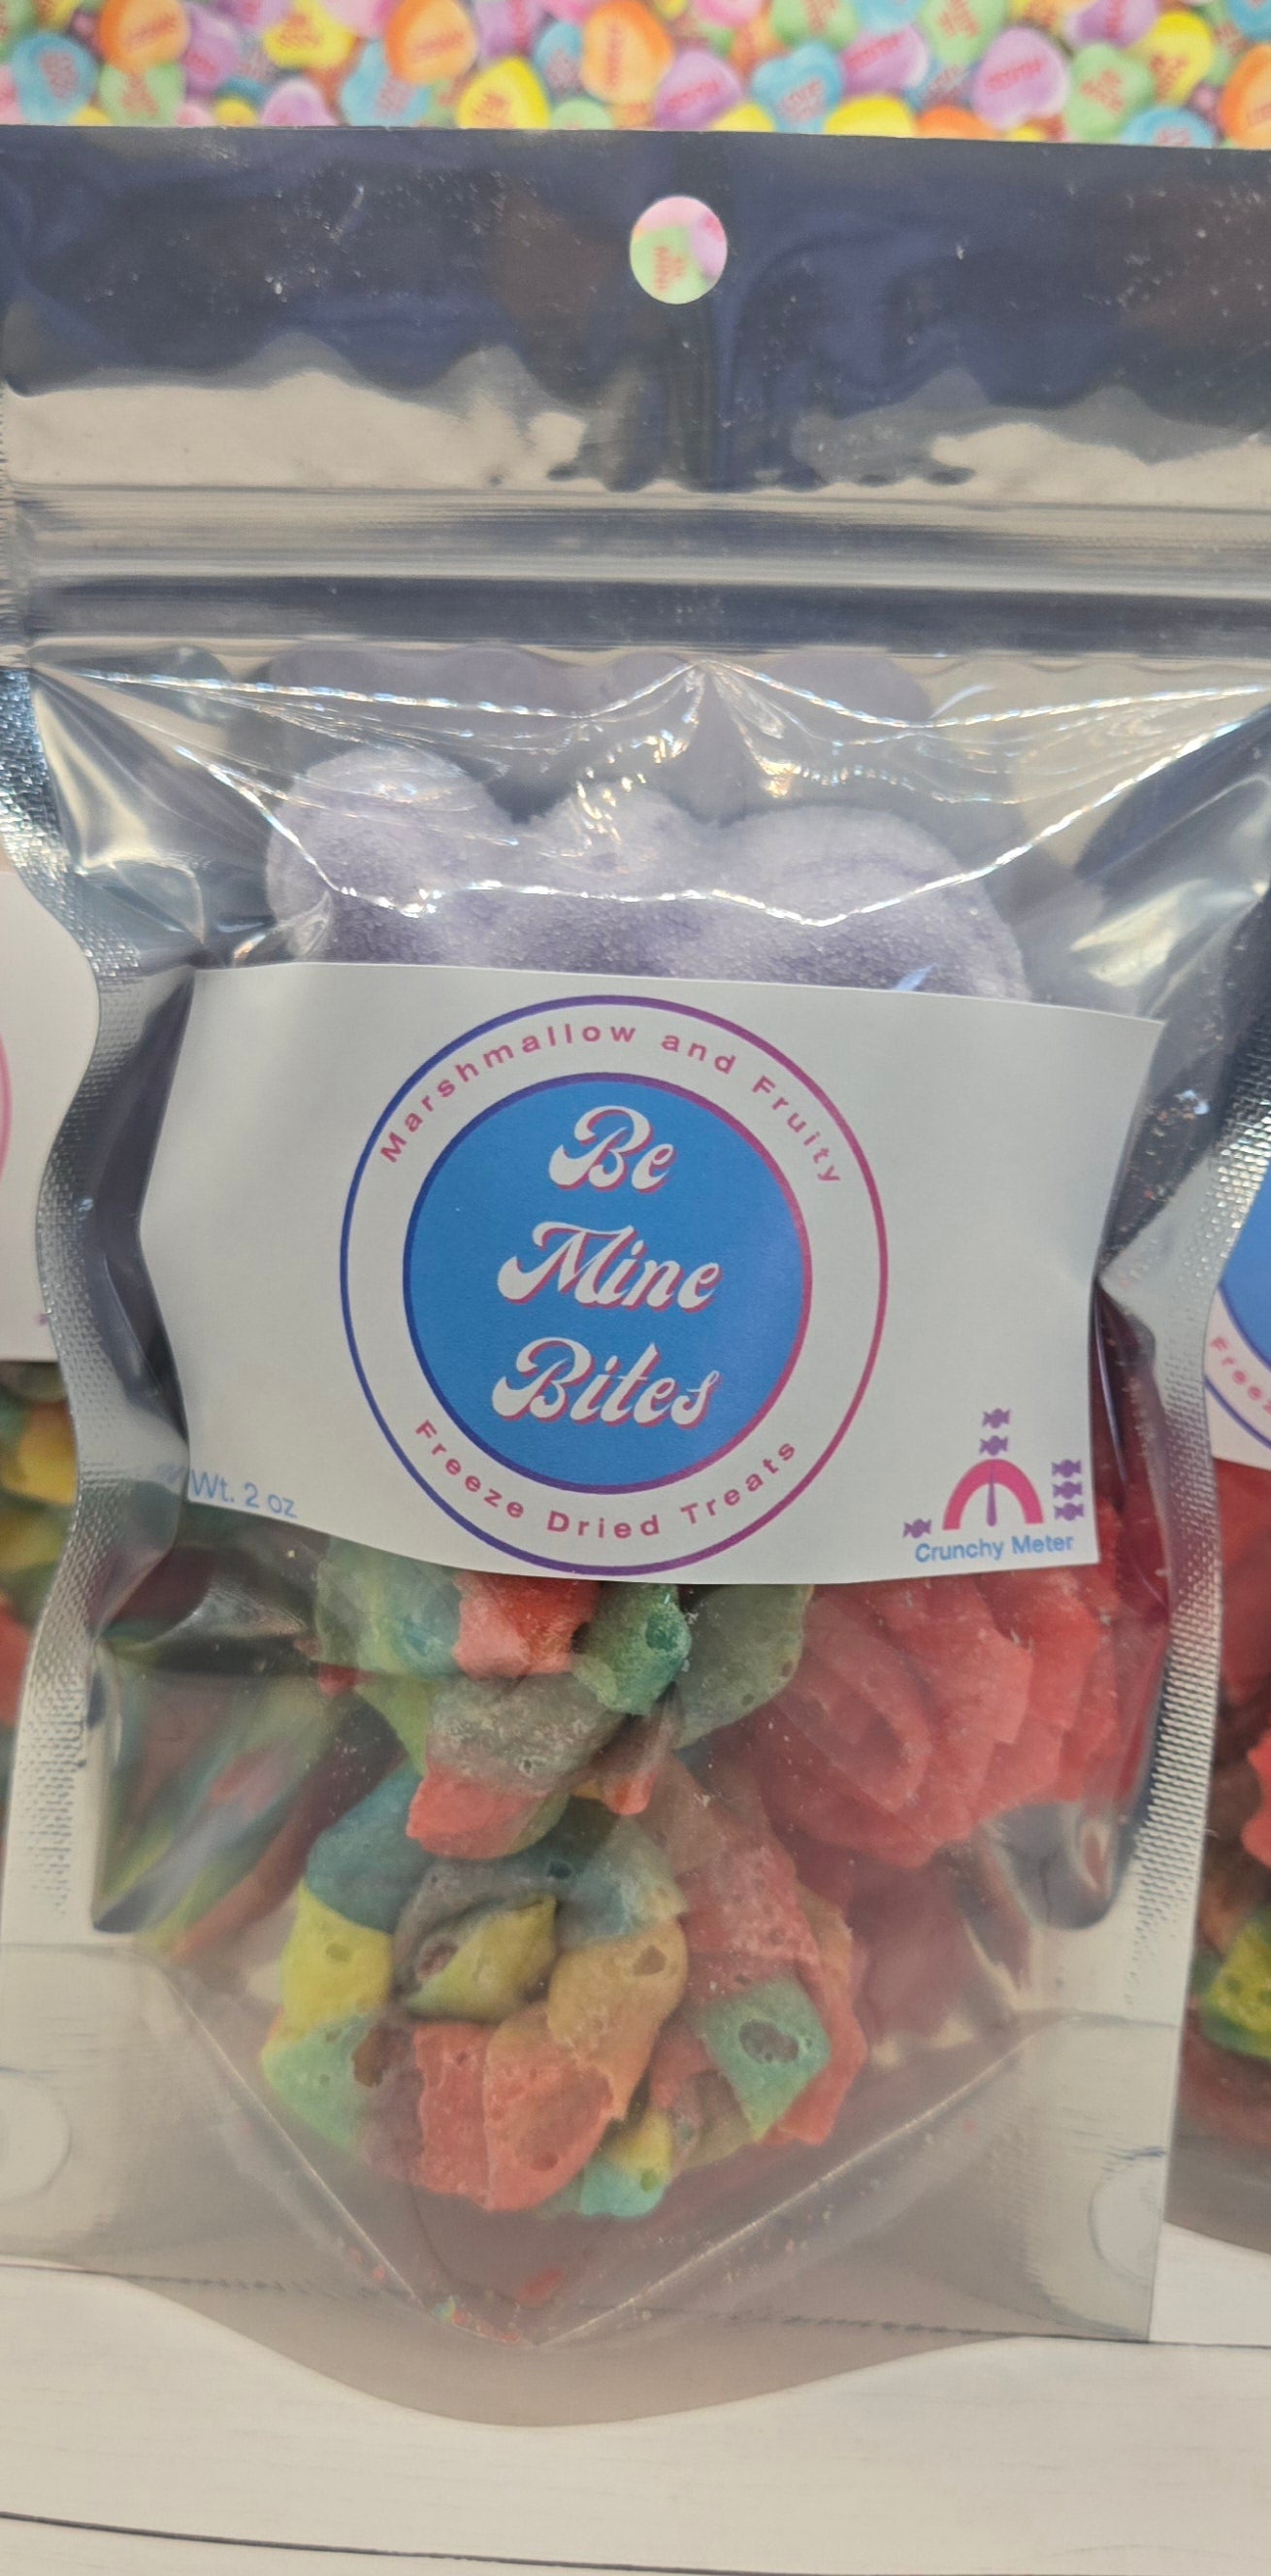 Marshmallow and Fruity
Be
Mine
Bites
Freeze Dried Treats
Wt. 2 oz
Crunchy Meter